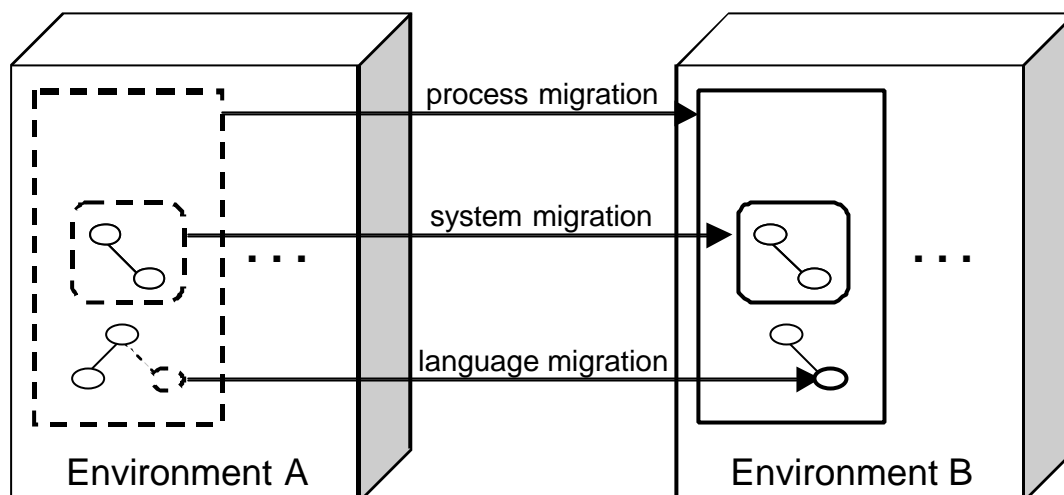 process migration
system migration
. . .
. . .
language migration
Environment A
Environment B